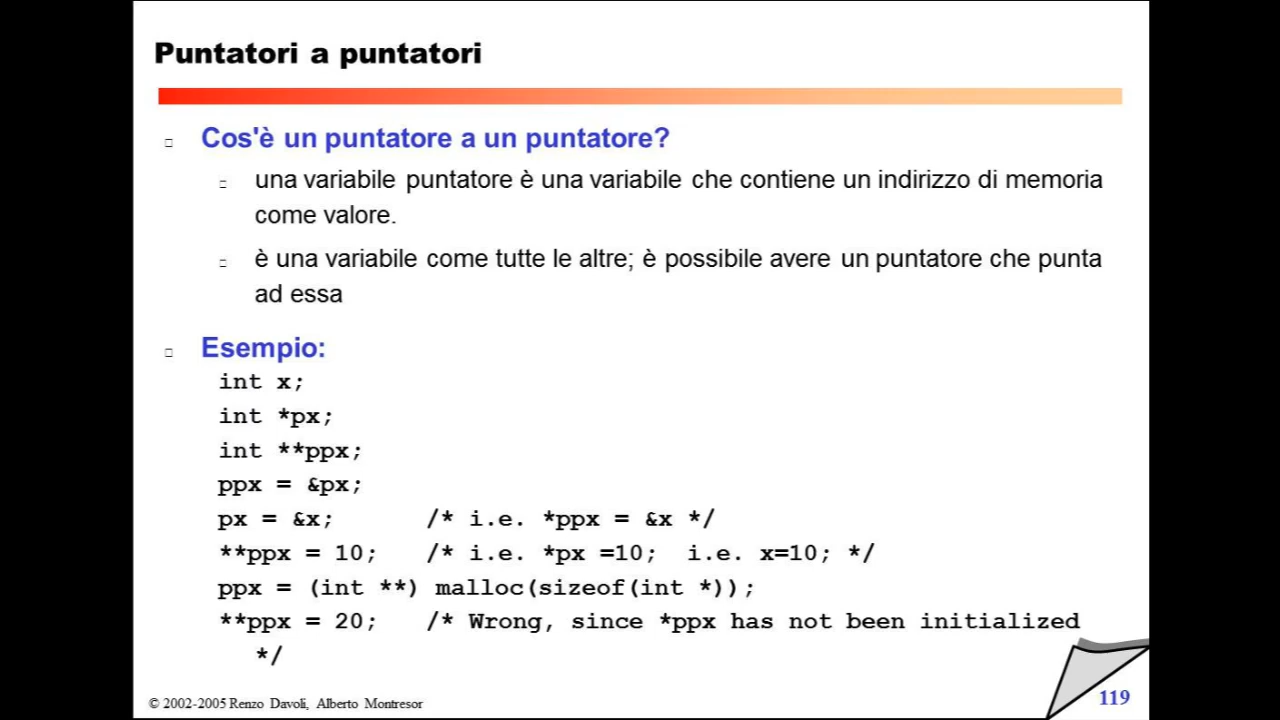 Puntatori a puntatori
Cos'è un puntatore a un puntatore?
una variabile puntatore è una variabile che contiene un indirizzo di memoria
come valore.
è una variabile come tutte le altre; è possibile avere un puntatore che punta
ad essa
Esempio:
int x;
int *px;
int **ppx;
ppx = &px;
px = &x; /* i.e. *ppx = &x */
**ppx = 10; /* i.e. *px =10; i.e. x=10; */
ppx = (int **) malloc(sizeof(int *));
**ppx = 20; /* Wrong, since *ppx has not been initialized
*/
© 2002-2005 Renzo Davoli, Alberto Montresor
119